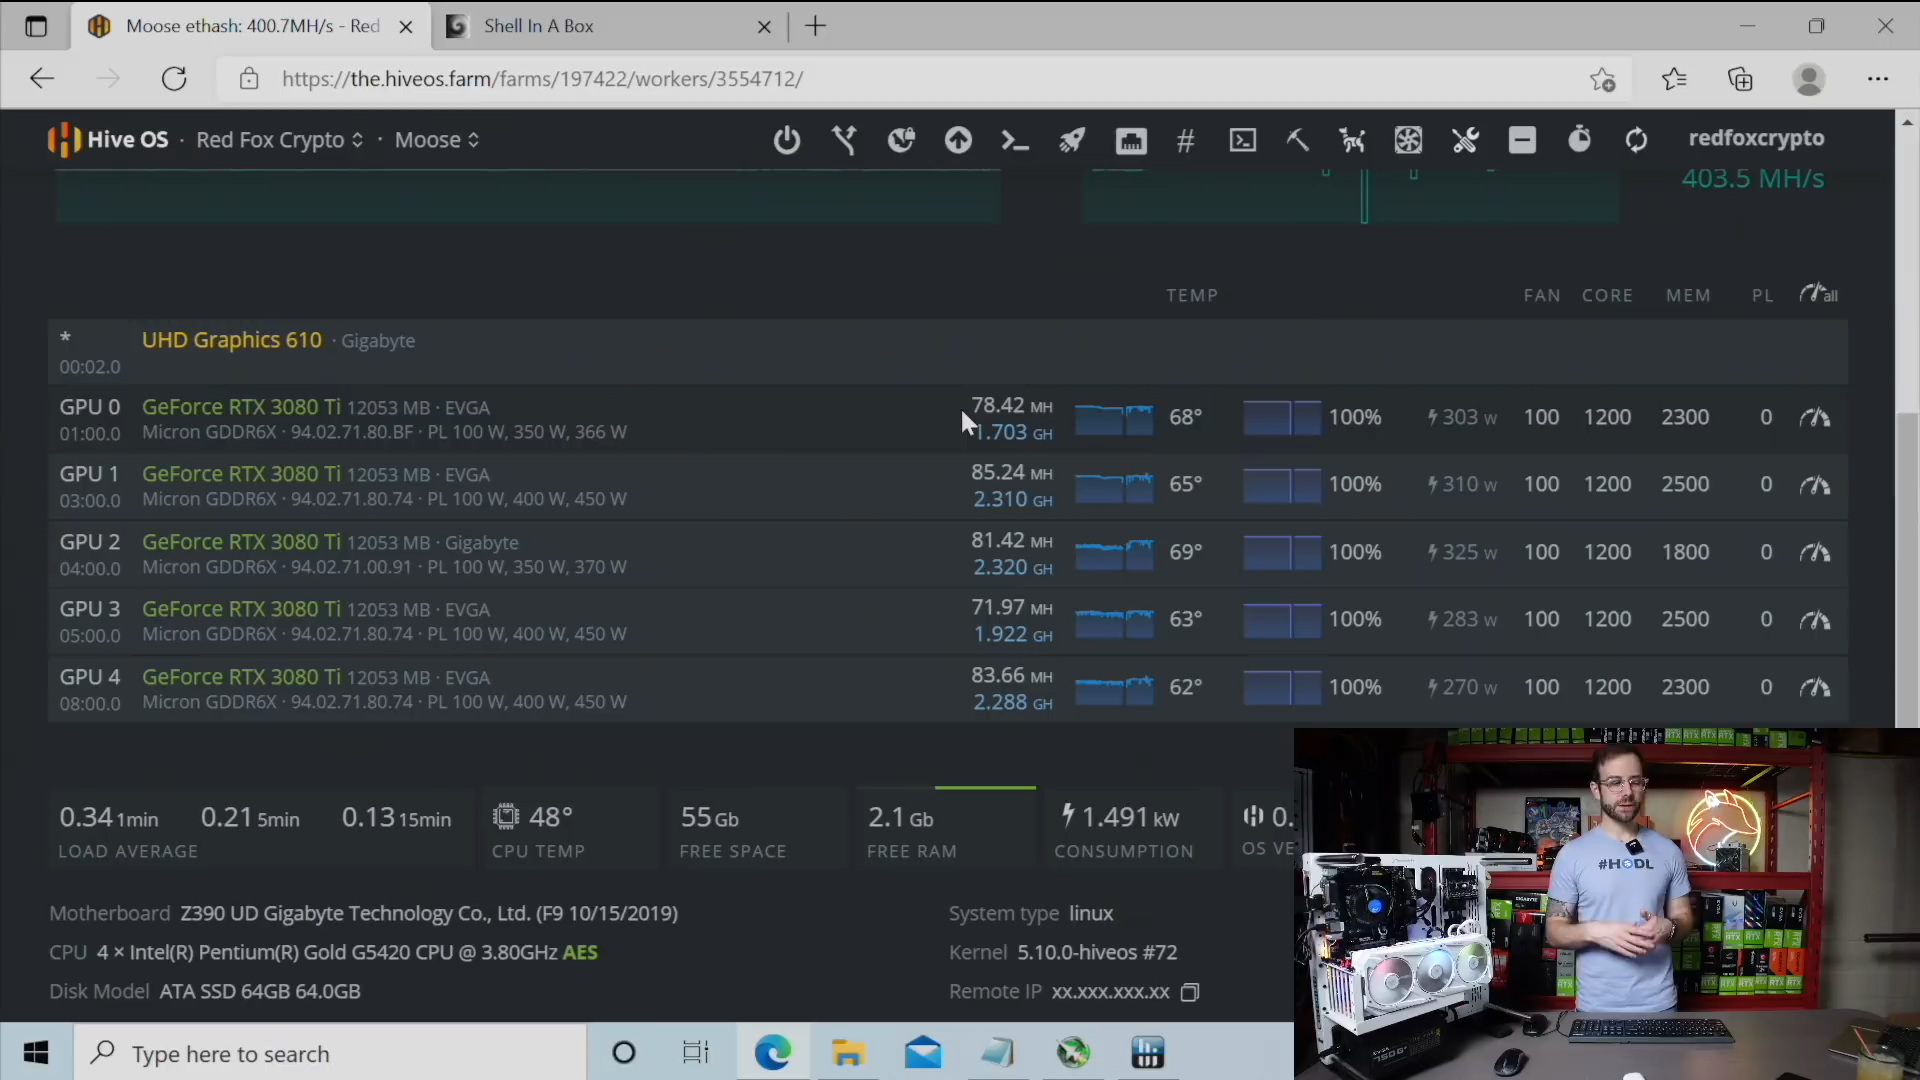 Moose ethash: 400.7MH/s - Red
Shell In A Box
https://the.hiveos.farm/farms/197422/workers/3554712/
Hive OS · Red Fox Crypto · Moose
redfoxcrypto
403.5 MH/s
TEMP FAN CORE MEM PL all
* UHD Graphics 610 · Gigabyte
00:02.0
GPU 0 GeForce RTX 3080 Ti 12053 MB · EVGA 78.42 MH 68° 100% 303 W 100 1200 2300 0
01:00.0 Micron GDDR6X · 94.02.71.80.BF · PL 100 W, 350 W, 366 W 1.703 GH
GPU 1 GeForce RTX 3080 Ti 12053 MB · EVGA 85.24 MH 65° 100% 310 W 100 1200 2500 0
03:00.0 Micron GDDR6X · 94.02.71.80.74 · PL 100 W, 400 W, 450 W 2.310 GH
GPU 2 GeForce RTX 3080 Ti 12053 MB · Gigabyte 81.42 MH 69° 100% 325 W 100 1200 1800 0
04:00.0 Micron GDDR6X · 94.02.71.00.91 · PL 100 W, 350 W, 370 W 2.320 GH
GPU 3 GeForce RTX 3080 Ti 12053 MB · EVGA 71.97 MH 63° 100% 283 W 100 1200 2500 0
05:00.0 Micron GDDR6X · 94.02.71.80.74 · PL 100 W, 400 W, 450 W 1.922 GH
GPU 4 GeForce RTX 3080 Ti 12053 MB · EVGA 83.66 MH 62° 100% 270 W 100 1200 2300 0
08:00.0 Micron GDDR6X · 94.02.71.80.74 · PL 100 W, 400 W, 450 W 2.288 GH
0.34 1min 0.21 5min 0.13 15min 48° 55 Gb 2.1 Gb 1.491 kW 0.
LOAD AVERAGE CPU TEMP FREE SPACE FREE RAM CONSUMPTION OS VE
Motherboard Z390 UD Gigabyte Technology Co., Ltd. (F9 10/15/2019) System type linux
CPU 4 × Intel(R) Pentium(R) Gold G5420 CPU @ 3.80GHz AES Kernel 5.10.0-hiveos #72
Disk Model ATA SSD 64GB 64.0GB Remote IP xx.xxx.xxx.xx
#HODL
Type here to search